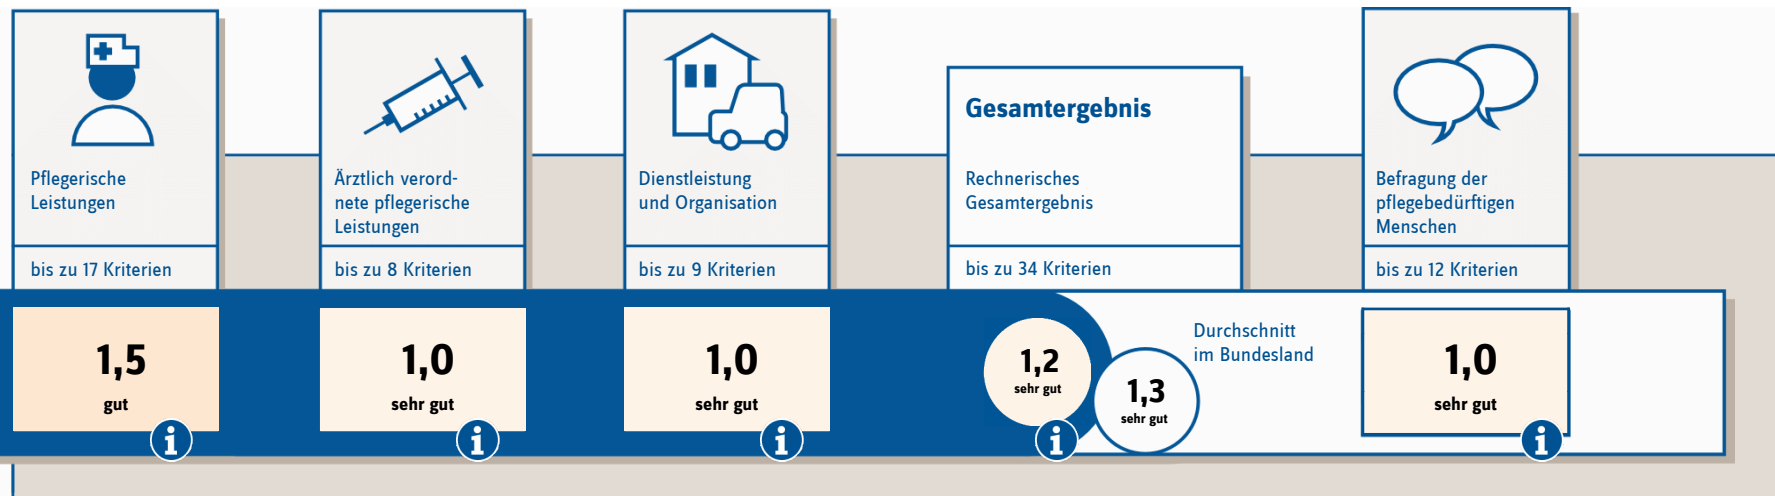 Pflegerische
Leistungen
bis zu 17 Kriterien
1,5
gut
Ärztlich verord-
nete pflegerische
Leistungen
bis zu 8 Kriterien
1,0
sehr gut
Dienstleistung
und Organisation
bis zu 9 Kriterien
1,0
sehr gut
Gesamtergebnis
Rechnerisches
Gesamtergebnis
bis zu 34 Kriterien
1,2
sehr gut
1,3
sehr gut
Durchschnitt
im Bundesland
Befragung der
pflegebedürftigen
Menschen
bis zu 12 Kriterien
1,0
sehr gut